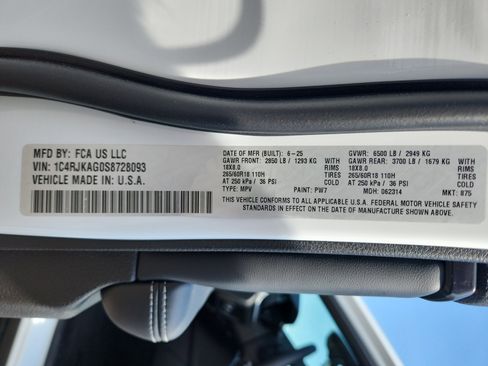 MFD BY: FCA US LLC
VIN: 1C4RJKAG0S8728093
VEHICLE MADE IN: U.S.A.
DATE OF MFR (BUILT): 6-25 GVWR: 6500 LB / 2949 KG
GAWR FRONT: 2850 LB / 1293 KG GAWR REAR: 3700 LB / 1679 KG
WITH TIRES 18X8.0 RIMS WITH TIRES 18X8.0 RIMS
265/60R18 110H 265/60R18 110H
AT 250 kPa / 36 PSI COLD AT 250 kPa / 36 PSI COLD
TYPE: MPV PAINT: PW7 MDH: 062314 MKT: 875
THIS VEHICLE CONFORMS TO ALL APPLICABLE U.S.A. FEDERAL MOTOR VEHICLE SAFETY
STANDARDS IN EFFECT ON THE DATE OF MANUFACTURE SHOWN ABOVE.